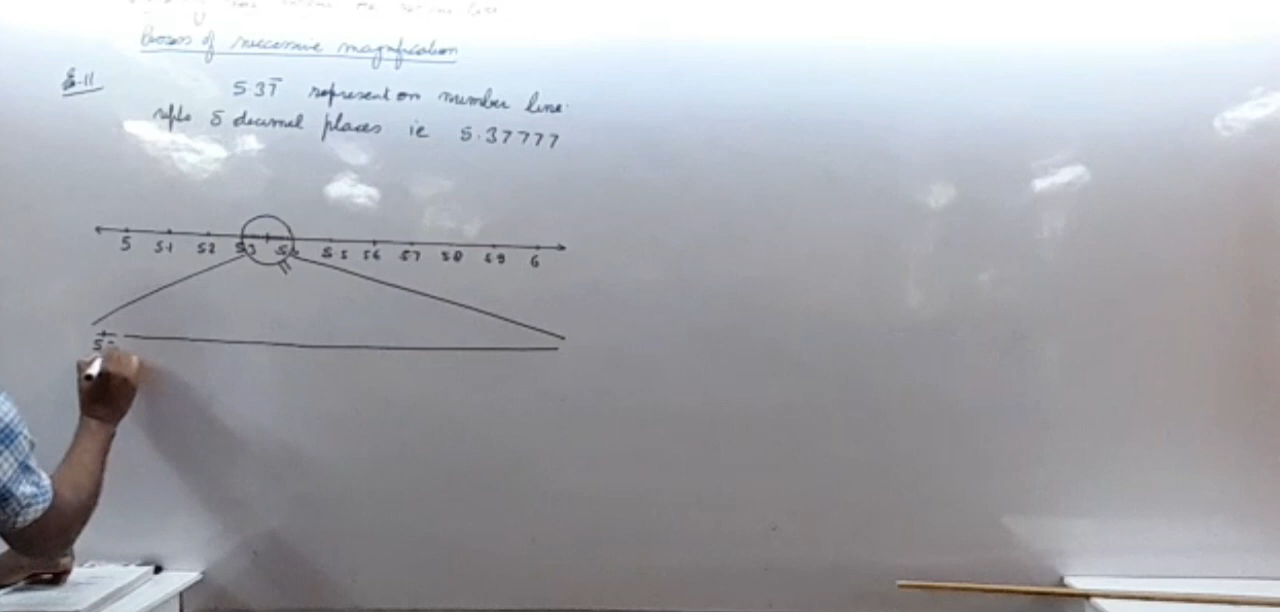 Process of successive magnification
E.11
5.37̅ represent on number line.
upto 5 decimal places ie 5.37777
5 5.1 5.2 5.3 5.4 5.5 5.6 5.7 5.8 5.9 6